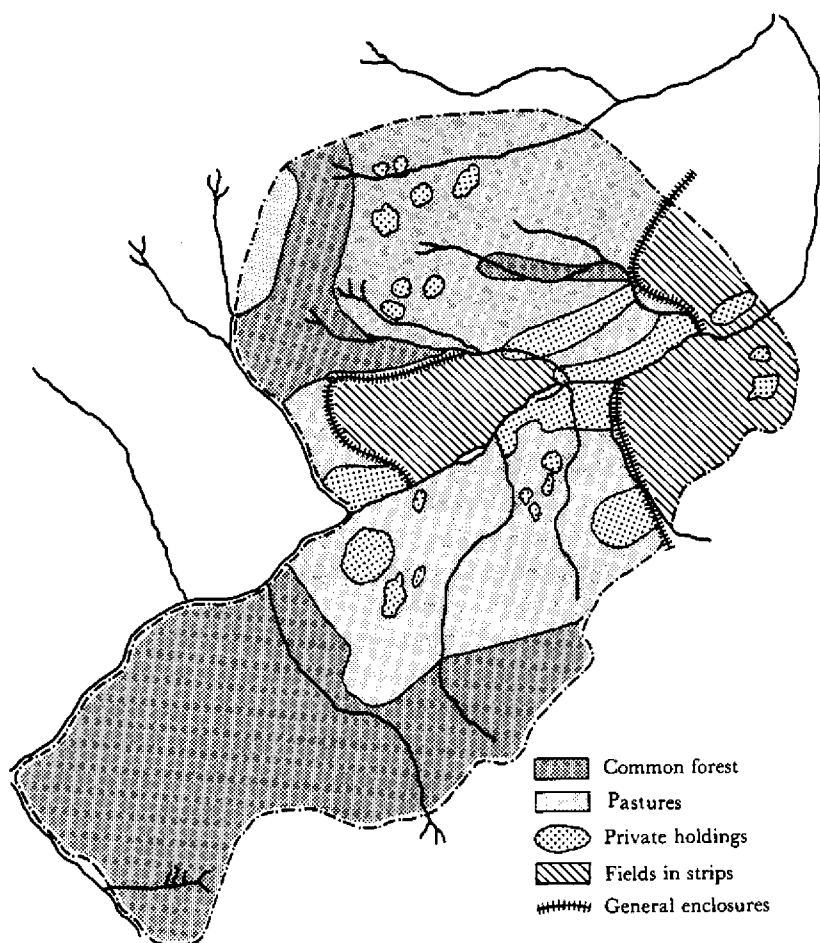 Common forest
Pastures
Private holdings
Fields in strips
General enclosures